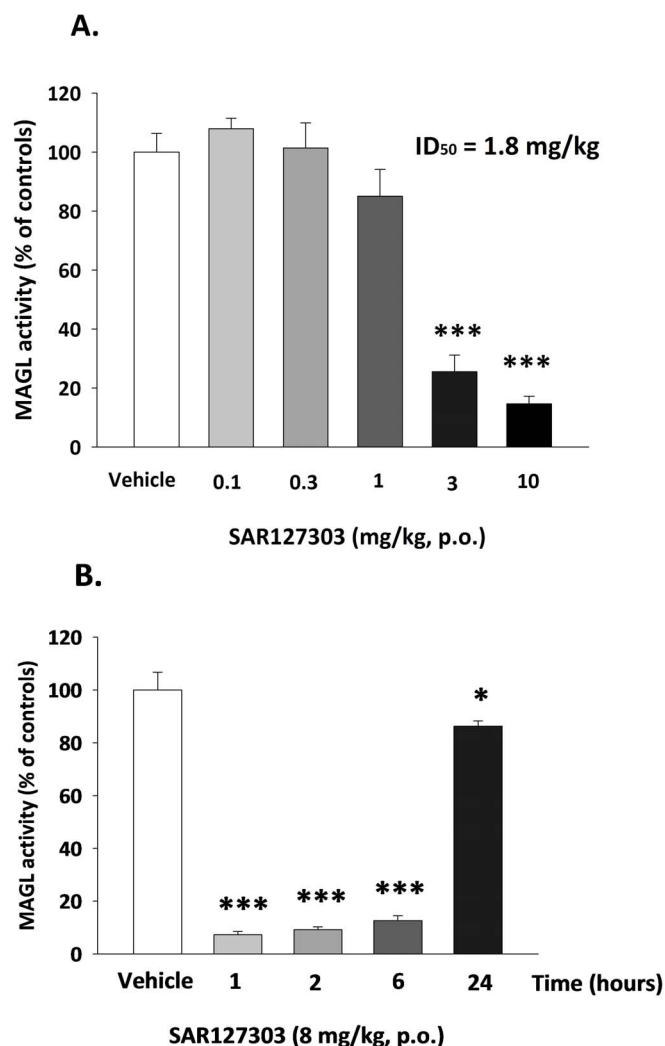 A.
120
100
80
60
40
20
0
MAGL activity (% of controls)
ID₅₀ = 1.8 mg/kg
***
***
Vehicle 0.1 0.3 1 3 10
SAR127303 (mg/kg, p.o.)
B.
120
100
80
60
40
20
0
MAGL activity (% of controls)
***
***
***
*
Vehicle 1 2 6 24 Time (hours)
SAR127303 (8 mg/kg, p.o.)